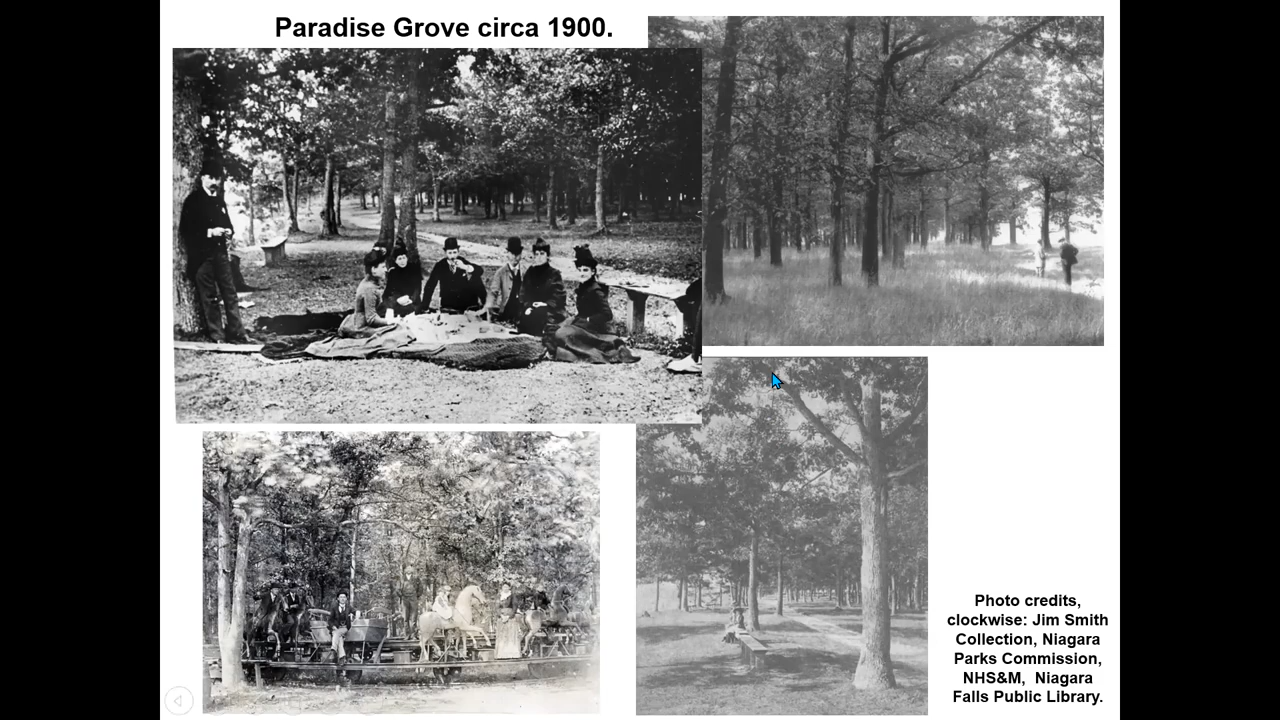 Paradise Grove circa 1900.
Photo credits,
clockwise: Jim Smith
Collection, Niagara
Parks Commission,
NHS&M,  Niagara
Falls Public Library.